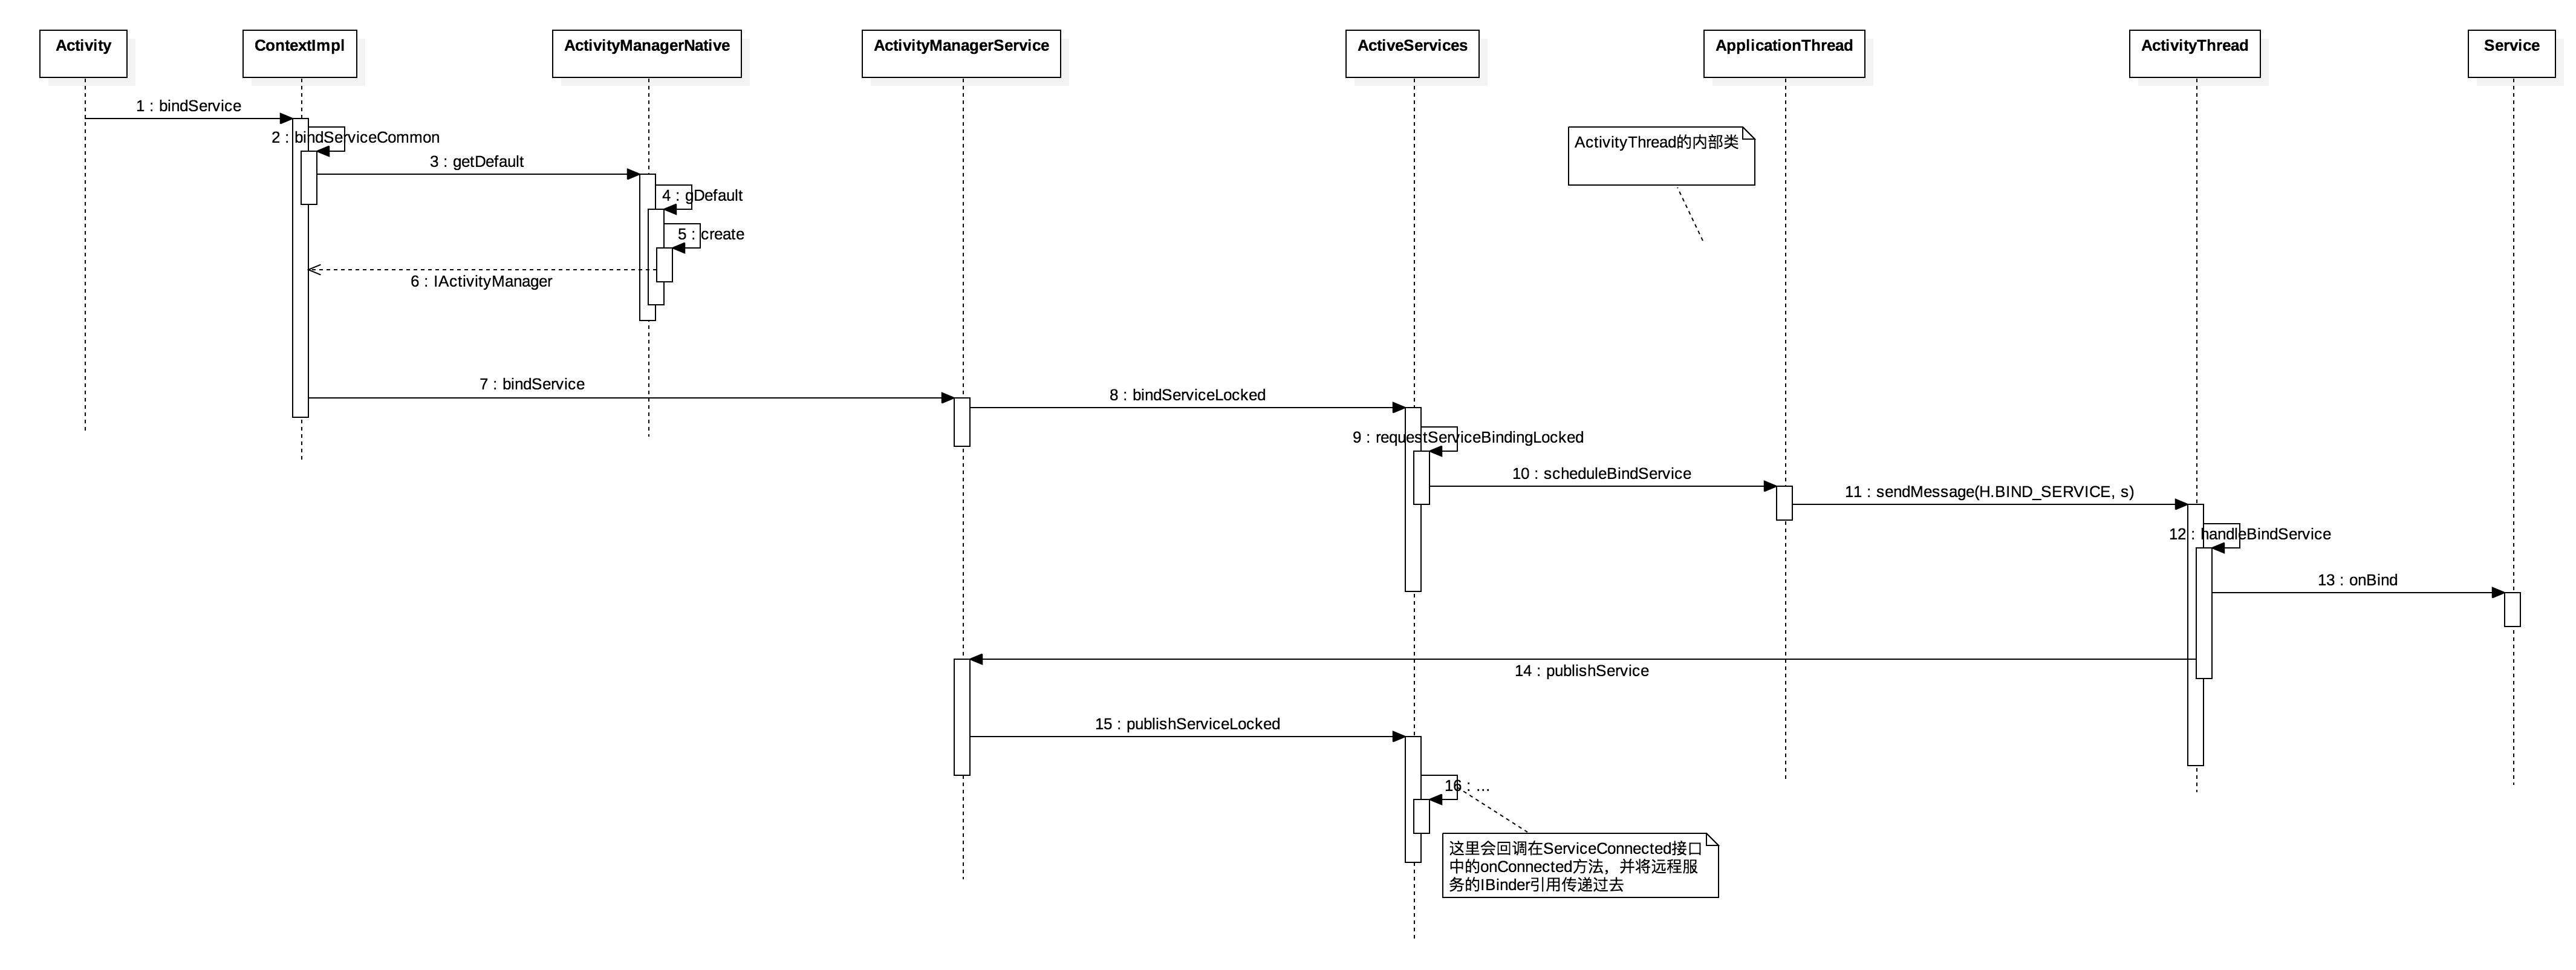 Activity
ContextImpl
ActivityManagerNative
ActivityManagerService
ActiveServices
ApplicationThread
ActivityThread
Service
1 : bindService
2 : bindServiceCommon
ActivityThread的内部类
3 : getDefault
4 : gDefault
5 : create
6 : IActivityManager
7 : bindService
8 : bindServiceLocked
9 : requestServiceBindingLocked
10 : scheduleBindService
11 : sendMessage(H.BIND_SERVICE, s)
12 : handleBindService
13 : onBind
14 : publishService
15 : publishServiceLocked
16 : ...
这里会回调在ServiceConnected接口
中的onConnected方法，并将远程服
务的IBinder引用传递过去